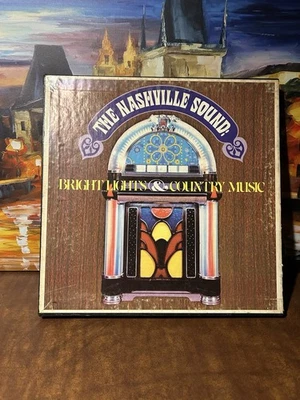 THE NASHVILLE SOUND:
BRIGHT LIGHTS & COUNTRY MUSIC